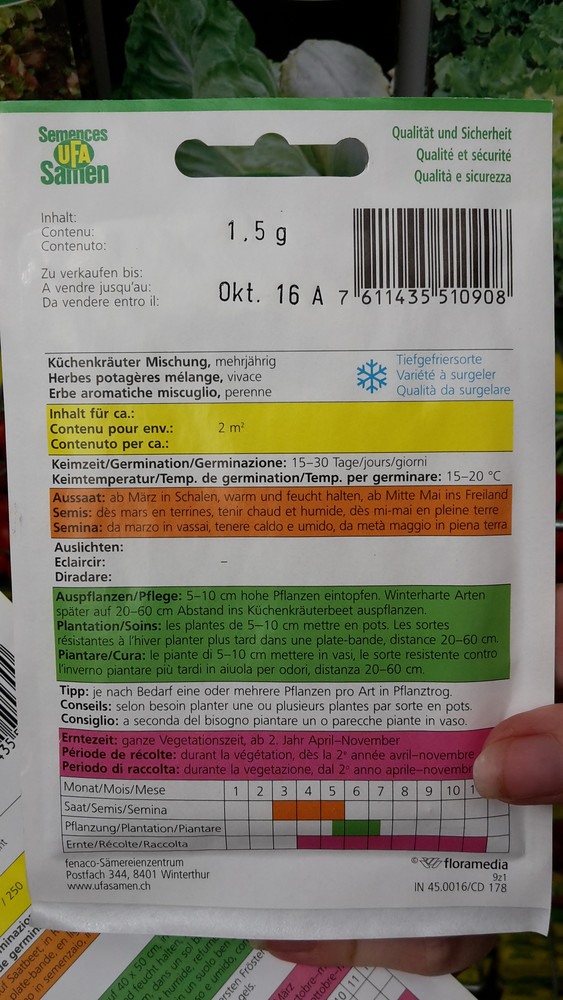 Semences
UFA
Samen
Qualität und Sicherheit
Qualité et sécurité
Qualità e sicurezza
Inhalt:
Contenu:
Contenuto:
1,5 g
Zu verkaufen bis:
A vendre jusqu'au:
Da vendere entro il:
Okt. 16 A
7 611435 510908
Küchenkräuter Mischung, mehrjährig
Herbes potagères mélange, vivace
Erbe aromatiche miscuglio, perenne
Tiefgefriersorte
Variété à surgeler
Qualità da surgelare
Inhalt für ca.:
Contenu pour env.: 2 m²
Contenuto per ca.:
Keimzeit/Germination/Germinazione: 15–30 Tage/jours/giorni
Keimtemperatur/Temp. de germination/Temp. per germinare: 15–20 °C
Aussaat: ab März in Schalen, warm und feucht halten, ab Mitte Mai ins Freiland
Semis: dès mars en terrines, tenir chaud et humide, dès mi-mai en pleine terre
Semina: da marzo in vassai, tenere caldo e umido, da metà maggio in piena terra
Auslichten:
Eclaircir: –
Diradare:
Auspflanzen/Pflege: 5–10 cm hohe Pflanzen eintopfen. Winterharte Arten
später auf 20–60 cm Abstand ins Küchenkräuterbeet auspflanzen.
Plantation/Soins: les plantes de 5–10 cm mettre en pots. Les sortes
résistantes à l'hiver planter plus tard dans une plate-bande, distance 20–60 cm.
Piantare/Cura: le piante di 5–10 cm mettere in vasi, le sorte resistente contro
l'inverno piantare più tardi in aiuola per odori, distanza 20–60 cm.
Tipp: je nach Bedarf eine oder mehrere Pflanzen pro Art in Pflanztrog.
Conseils: selon besoin planter une ou plusieurs plantes par sorte en pots.
Consiglio: a seconda del bisogno piantare un o parecche piante in vaso.
Erntezeit: ganze Vegetationszeit, ab 2. Jahr April–November
Période de récolte: durant la végétation, dès la 2e année avril–novembre
Periodo di raccolta: durante la vegetazione, dal 2° anno aprile–novembr
Monat/Mois/Mese 1 2 3 4 5 6 7 8 9 10 1
Saat/Semis/Semina
Pflanzung/Plantation/Piantare
Ernte/Récolte/Raccolta
fenaco-Sämereienzentrum
Postfach 344, 8401 Winterthur
www.ufasamen.ch
© floramedia
9z1
IN 45.0016/CD 178